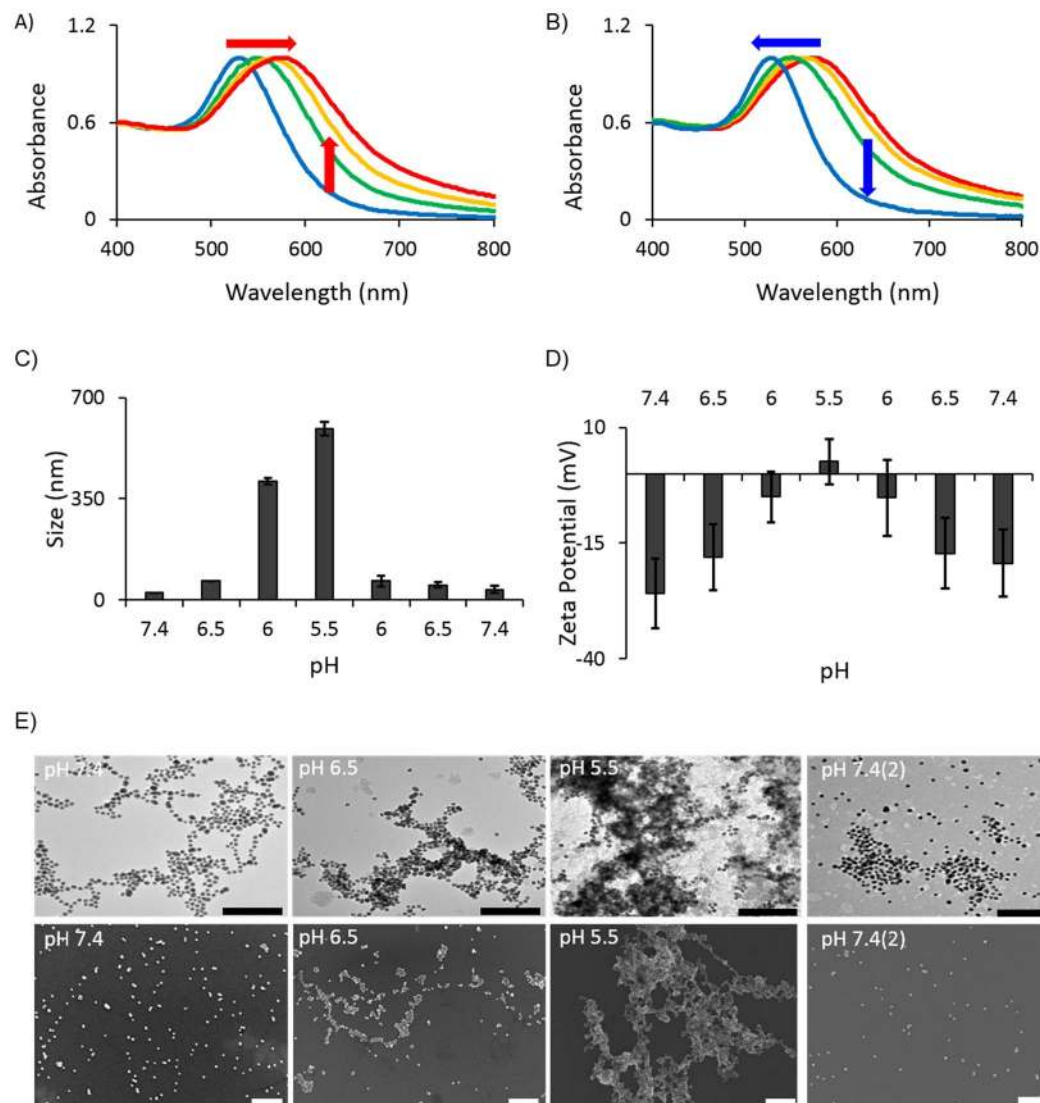 A)
1.2
0.6
0
Absorbance
400 500 600 700 800
Wavelength (nm)
B)
1.2
0.6
0
Absorbance
400 500 600 700 800
Wavelength (nm)
C)
700
350
0
Size (nm)
7.4 6.5 6 5.5 6 6.5 7.4
pH
D)
7.4 6.5 6 5.5 6 6.5 7.4
10
-15
-40
Zeta Potential (mV)
pH
E)
pH 7.4
pH 6.5
pH 5.5
pH 7.4(2)
pH 7.4
pH 6.5
pH 5.5
pH 7.4(2)